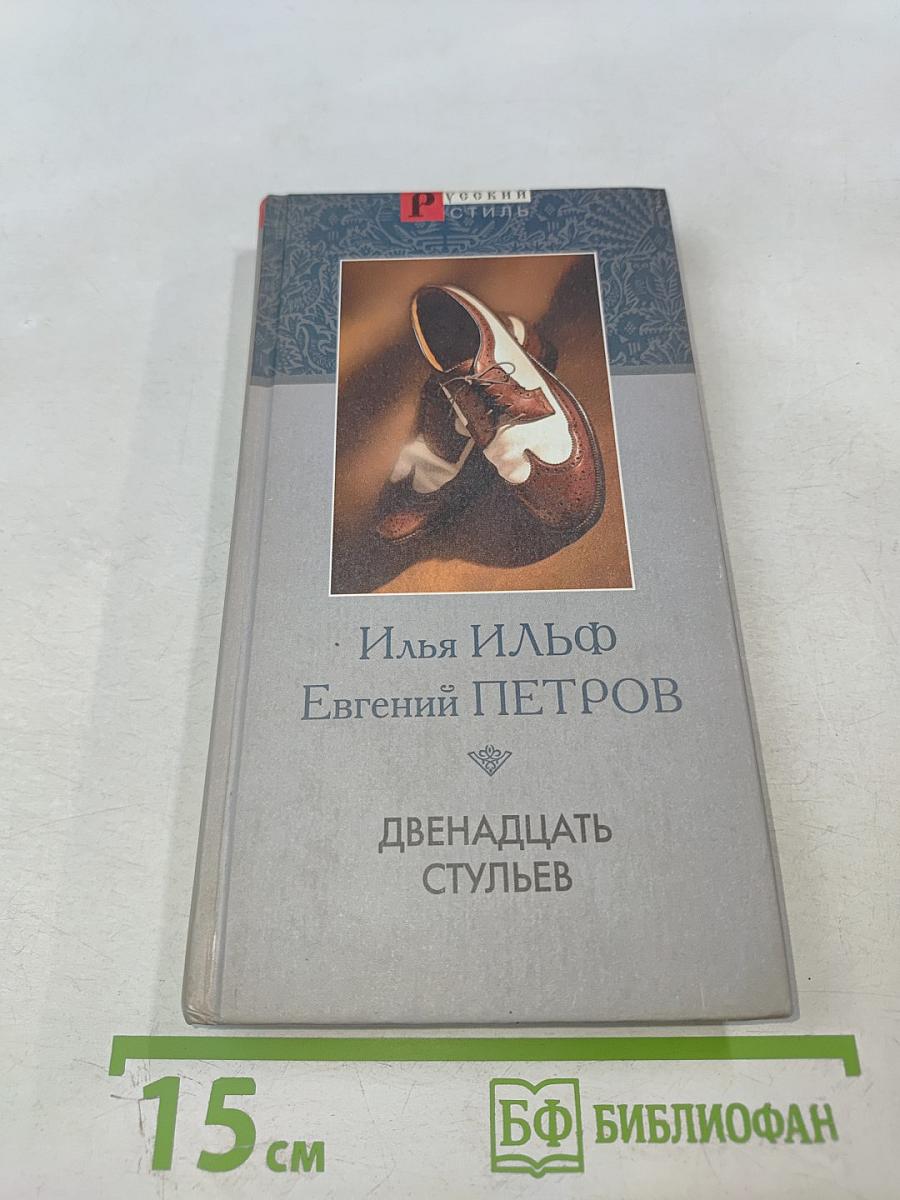 Русский
СТИЛЬ
Илья ИЛЬФ
Евгений ПЕТРОВ
ДВЕНАДЦАТЬ
СТУЛЬЕВ
15 см
БФ БИБЛИОФАН